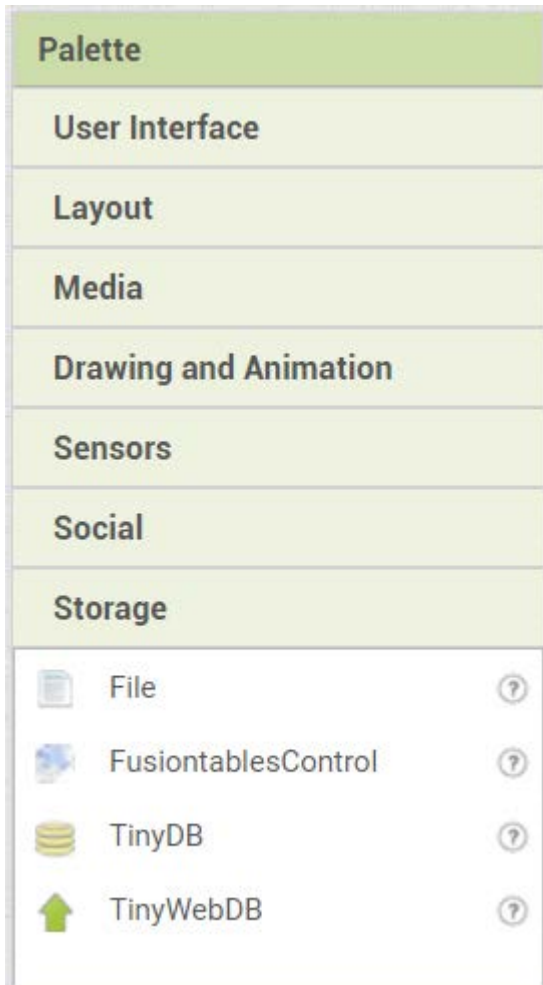 Palette
User Interface
Layout
Media
Drawing and Animation
Sensors
Social
Storage
File ?
FusiontablesControl ?
TinyDB ?
TinyWebDB ?